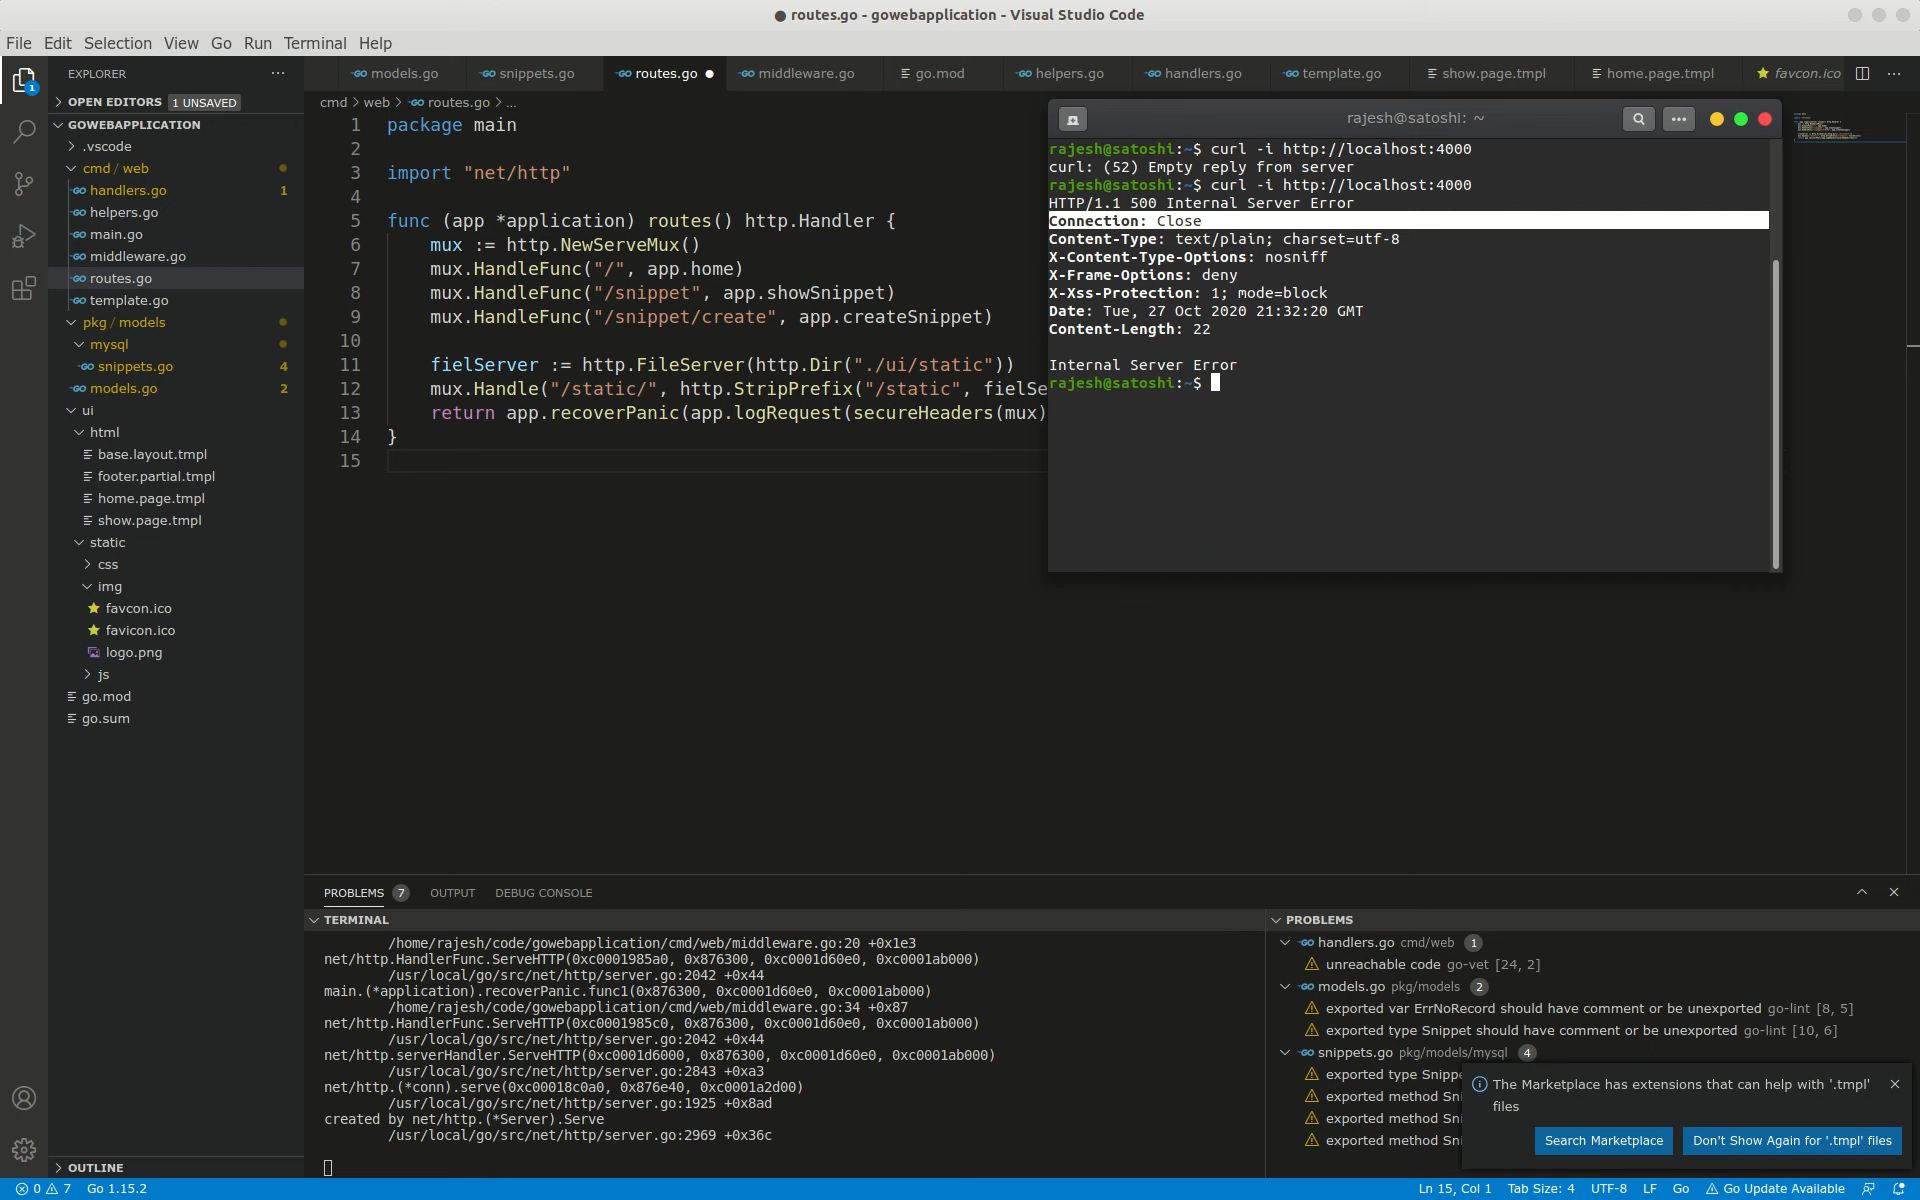 ● routes.go - gowebapplication - Visual Studio Code
File Edit Selection View Go Run Terminal Help
EXPLORER
OPEN EDITORS 1 UNSAVED
GOWEBAPPLICATION
.vscode
cmd / web
handlers.go 1
helpers.go
main.go
middleware.go
routes.go
template.go
pkg / models
mysql
snippets.go 4
models.go 2
ui
html
base.layout.tmpl
footer.partial.tmpl
home.page.tmpl
show.page.tmpl
static
css
img
favcon.ico
favicon.ico
logo.png
js
go.mod
go.sum
OUTLINE
models.go snippets.go routes.go ● middleware.go go.mod helpers.go handlers.go template.go show.page.tmpl home.page.tmpl favcon.ico
cmd > web > routes.go > ...
1 package main
2
3 import "net/http"
4
5 func (app *application) routes() http.Handler {
6 mux := http.NewServeMux()
7 mux.HandleFunc("/", app.home)
8 mux.HandleFunc("/snippet", app.showSnippet)
9 mux.HandleFunc("/snippet/create", app.createSnippet)
10
11 fielServer := http.FileServer(http.Dir("./ui/static"))
12 mux.Handle("/static/", http.StripPrefix("/static", fielSe
13 return app.recoverPanic(app.logRequest(secureHeaders(mux)
14 }
15
rajesh@satoshi: ~
rajesh@satoshi:~$ curl -i http://localhost:4000
curl: (52) Empty reply from server
rajesh@satoshi:~$ curl -i http://localhost:4000
HTTP/1.1 500 Internal Server Error
Connection: Close
Content-Type: text/plain; charset=utf-8
X-Content-Type-Options: nosniff
X-Frame-Options: deny
X-Xss-Protection: 1; mode=block
Date: Tue, 27 Oct 2020 21:32:20 GMT
Content-Length: 22
Internal Server Error
rajesh@satoshi:~$
PROBLEMS 7 OUTPUT DEBUG CONSOLE
TERMINAL
/home/rajesh/code/gowebapplication/cmd/web/middleware.go:20 +0x1e3
net/http.HandlerFunc.ServeHTTP(0xc0001985a0, 0x876300, 0xc0001d60e0, 0xc0001ab000)
/usr/local/go/src/net/http/server.go:2042 +0x44
main.(*application).recoverPanic.func1(0x876300, 0xc0001d60e0, 0xc0001ab000)
/home/rajesh/code/gowebapplication/cmd/web/middleware.go:34 +0x87
net/http.HandlerFunc.ServeHTTP(0xc0001985c0, 0x876300, 0xc0001d60e0, 0xc0001ab000)
/usr/local/go/src/net/http/server.go:2042 +0x44
net/http.serverHandler.ServeHTTP(0xc0001d6000, 0x876300, 0xc0001d60e0, 0xc0001ab000)
/usr/local/go/src/net/http/server.go:2843 +0xa3
net/http.(*conn).serve(0xc00018c0a0, 0x876e40, 0xc0001a2d00)
/usr/local/go/src/net/http/server.go:1925 +0x8ad
created by net/http.(*Server).Serve
/usr/local/go/src/net/http/server.go:2969 +0x36c
PROBLEMS
handlers.go cmd/web 1
unreachable code go-vet [24, 2]
models.go pkg/models 2
exported var ErrNoRecord should have comment or be unexported go-lint [8, 5]
exported type Snippet should have comment or be unexported go-lint [10, 6]
snippets.go pkg/models/mysql 4
exported type Snippe
exported method Sni
exported method Sni
exported method Sni
The Marketplace has extensions that can help with '.tmpl'
files
Search Marketplace Don't Show Again for '.tmpl' files
0 7 Go 1.15.2 Ln 15, Col 1 Tab Size: 4 UTF-8 LF Go Go Update Available